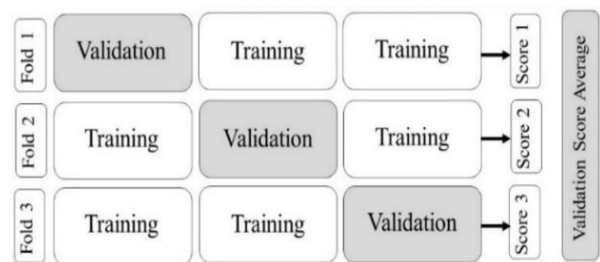 Fold 1
Validation
Training
Training
Score 1
Fold 2
Training
Validation
Training
Score 2
Fold 3
Training
Training
Validation
Score 3
Validation Score Average